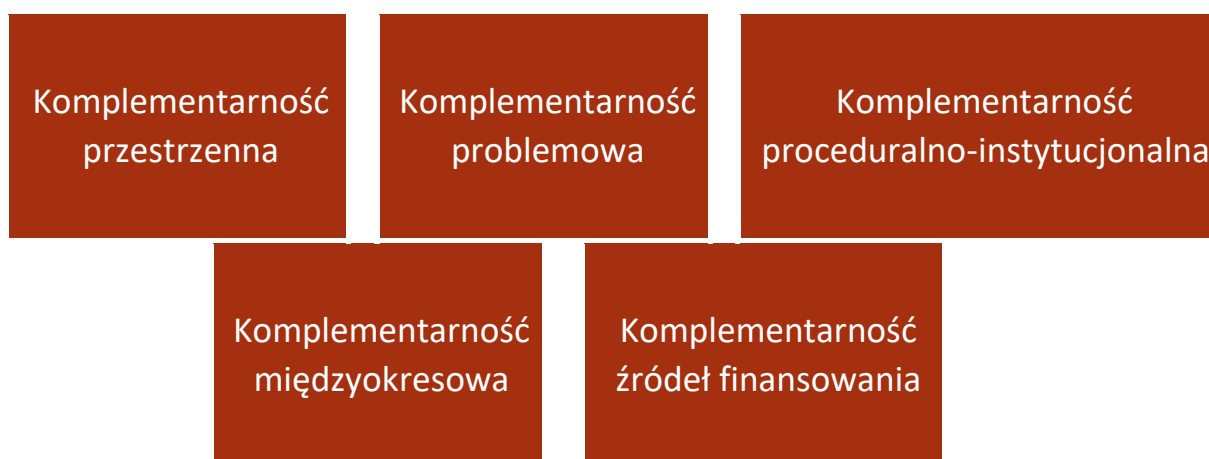 Komplementarność
przestrzenna
Komplementarność
problemowa
Komplementarność
proceduralno-instytucjonalna
Komplementarność
międzyokresowa
Komplementarność
źródeł finansowania